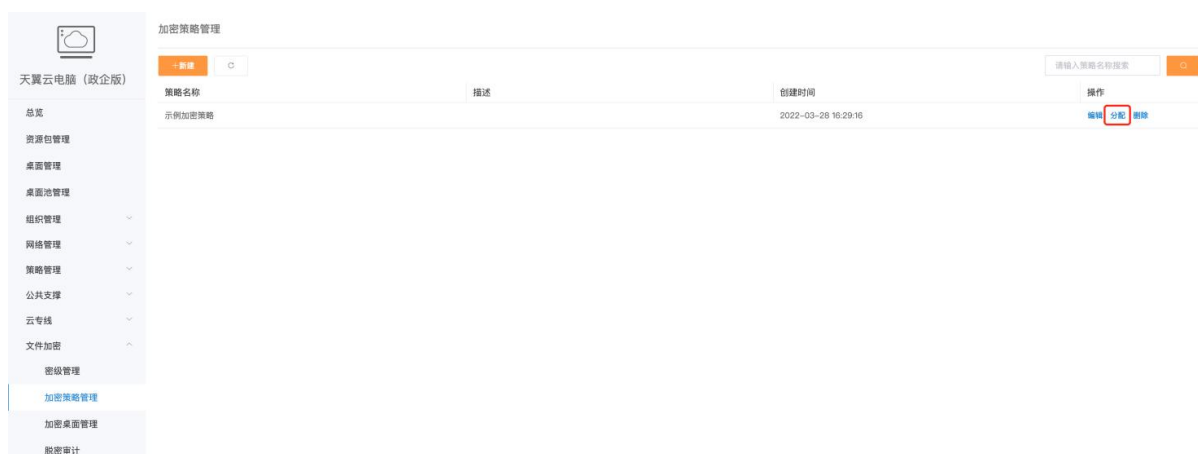 加密策略管理
天翼云电脑（政企版）
＋新建
请输入策略名称搜索
策略名称 描述 创建时间 操作
示例加密策略 2022-03-28 16:29:16 编辑 分配 删除
总览
资源包管理
桌面管理
桌面池管理
组织管理
网络管理
策略管理
公共支撑
云专线
文件加密
密级管理
加密策略管理
加密桌面管理
脱密审计